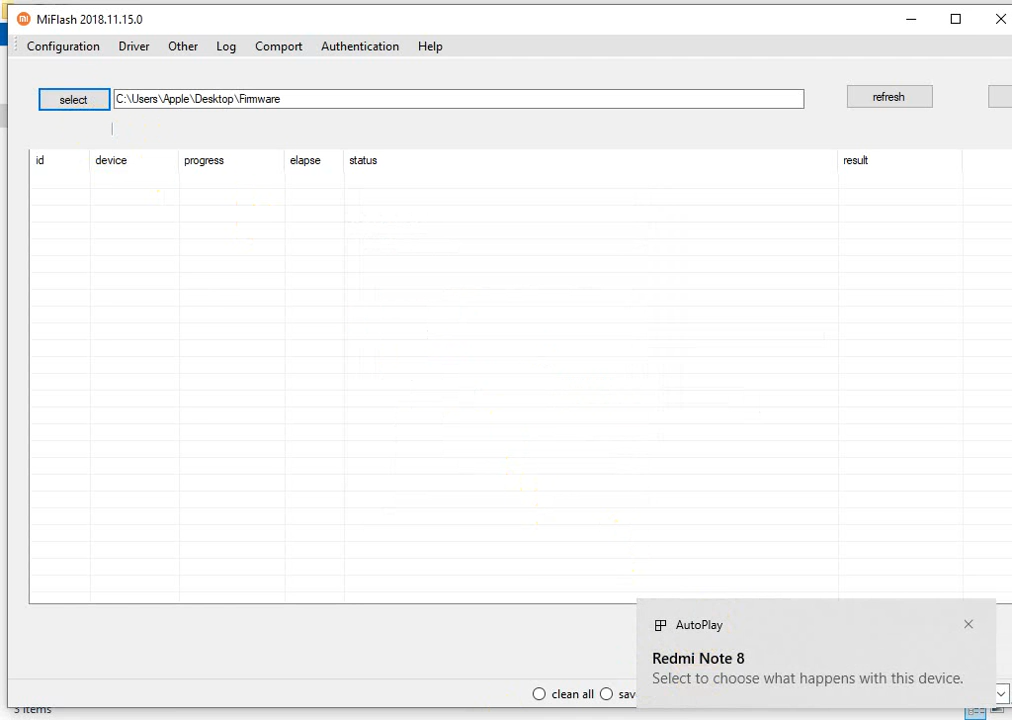 MiFlash 2018.11.15.0
Configuration Driver Other Log Comport Authentication Help
select C:\Users\Apple\Desktop\Firmware refresh
id device progress elapse status result
AutoPlay
Redmi Note 8
Select to choose what happens with this device.
clean all
items